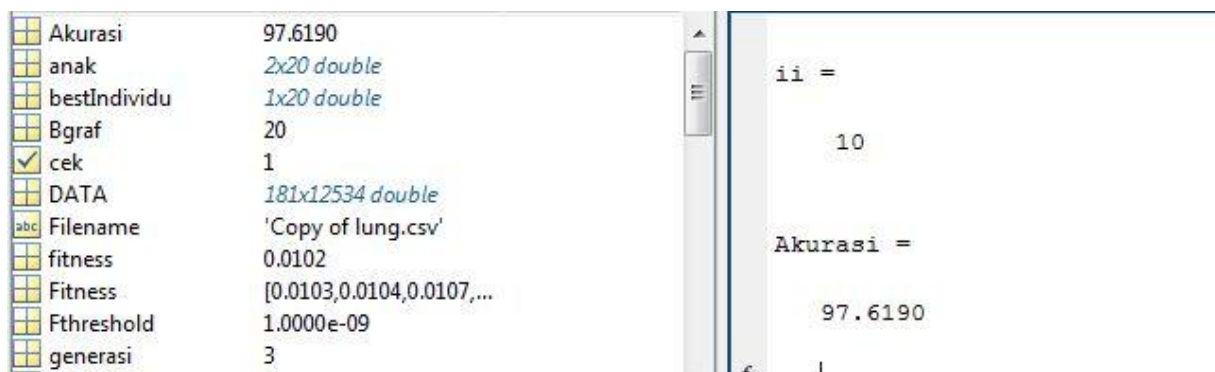 Akurasi 97.6190
anak 2x20 double
bestIndividu 1x20 double
Bgraf 20
cek 1
DATA 181x12534 double
abc Filename 'Copy of lung.csv'
fitness 0.0102
Fitness [0.0103,0.0104,0.0107,...
Fthreshold 1.0000e-09
generasi 3
ii =
10
Akurasi =
97.6190